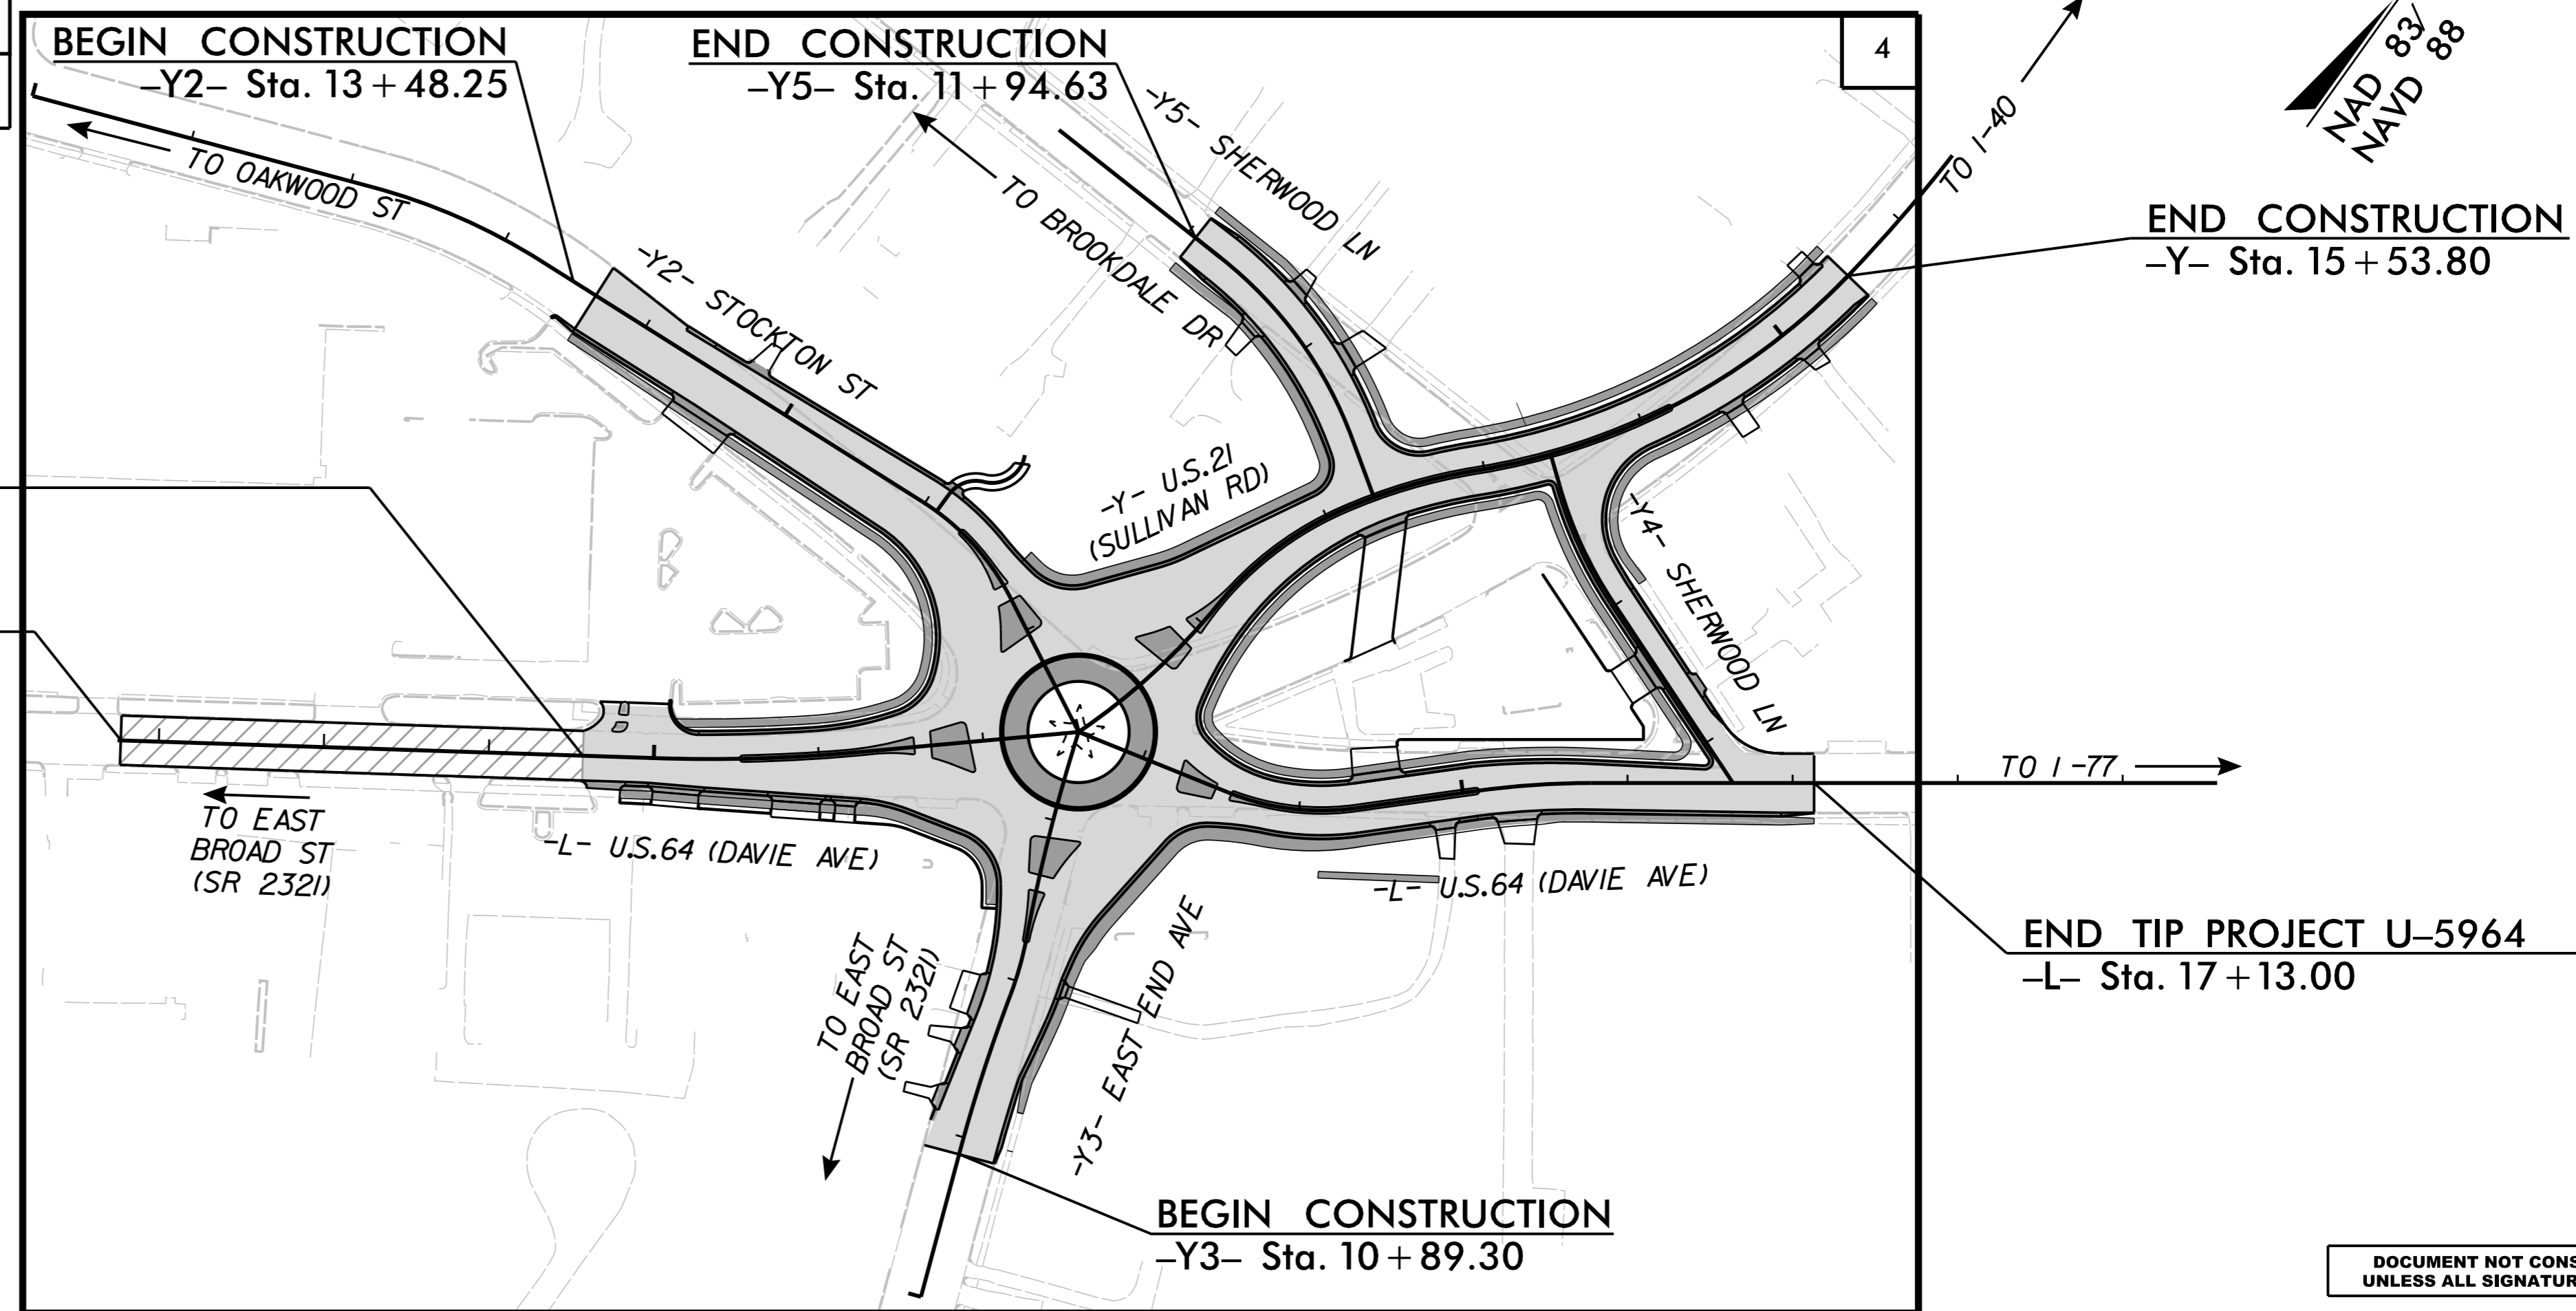 BEGIN CONSTRUCTION
-Y2- Sta. 13+48.25
END CONSTRUCTION
-Y5- Sta. 11+94.63
4
NAD 83/
NAVD 88
TO I-40
END CONSTRUCTION
-Y- Sta. 15+53.80
TO OAKWOOD ST
-Y5- SHERWOOD LN
TO BROOKDALE DR
-Y2- STOCKTON ST
-Y- U.S.21
(SULLIVAN RD)
-Y4- SHERWOOD LN
TO I-77
TO EAST
BROAD ST
(SR 2321)
-L- U.S.64 (DAVIE AVE)
-L- U.S.64 (DAVIE AVE)
TO EAST
BROAD ST
(SR 2321)
-Y3- EAST END AVE
END TIP PROJECT U-5964
-L- Sta. 17+13.00
BEGIN CONSTRUCTION
-Y3- Sta. 10+89.30
DOCUMENT NOT CONS
UNLESS ALL SIGNATUR